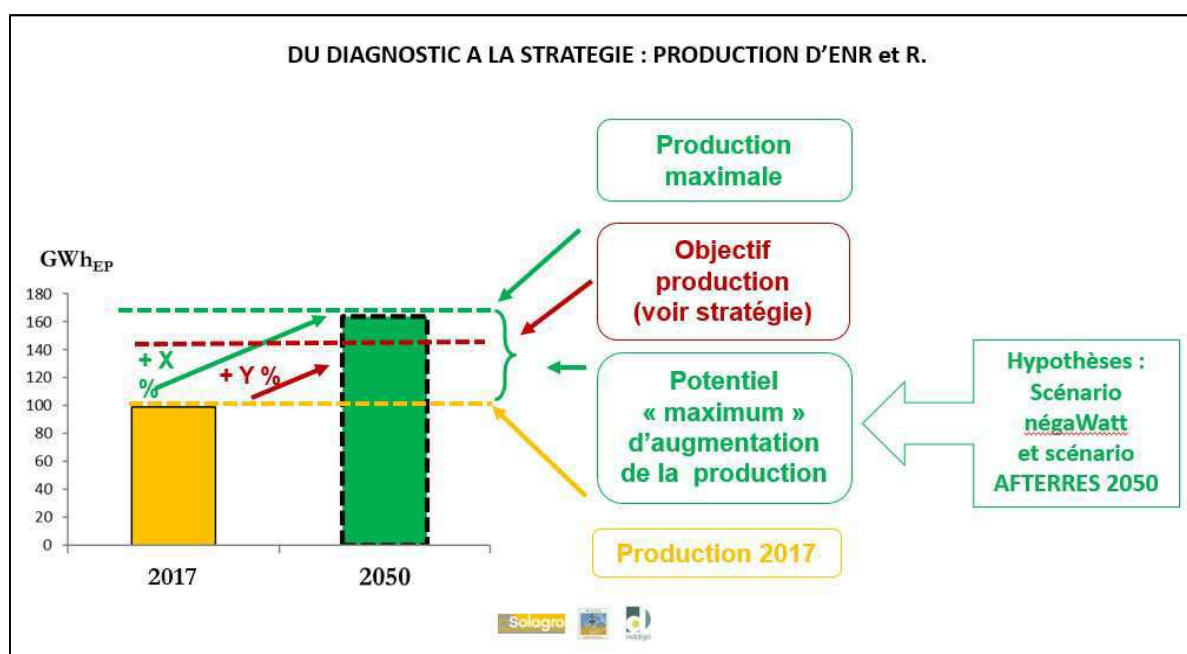 DU DIAGNOSTIC A LA STRATEGIE : PRODUCTION D'ENR et R.
Production
maximale
Objectif
production
(voir stratégie)
Potentiel
« maximum »
d'augmentation
de la production
Production 2017
Hypothèses :
Scénario
négaWatt
et scénario
AFTERRES 2050
GWhEP
180
160
140
120
100
80
60
40
20
0
+ X
%
+ Y %
2017
2050
Solagro